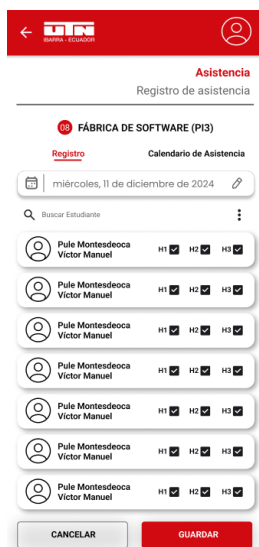 UTN
IBARRA - ECUADOR
Asistencia
Registro de asistencia
08 FÁBRICA DE SOFTWARE (PI3)
Registro Calendario de Asistencia
miércoles, 11 de diciembre de 2024
Buscar Estudiante
Pule Montesdeoca
Víctor Manuel
H1 H2 H3
Pule Montesdeoca
Víctor Manuel
H1 H2 H3
Pule Montesdeoca
Víctor Manuel
H1 H2 H3
Pule Montesdeoca
Víctor Manuel
H1 H2 H3
Pule Montesdeoca
Víctor Manuel
H1 H2 H3
Pule Montesdeoca
Víctor Manuel
H1 H2 H3
Pule Montesdeoca
Víctor Manuel
H1 H2 H3
CANCELAR GUARDAR